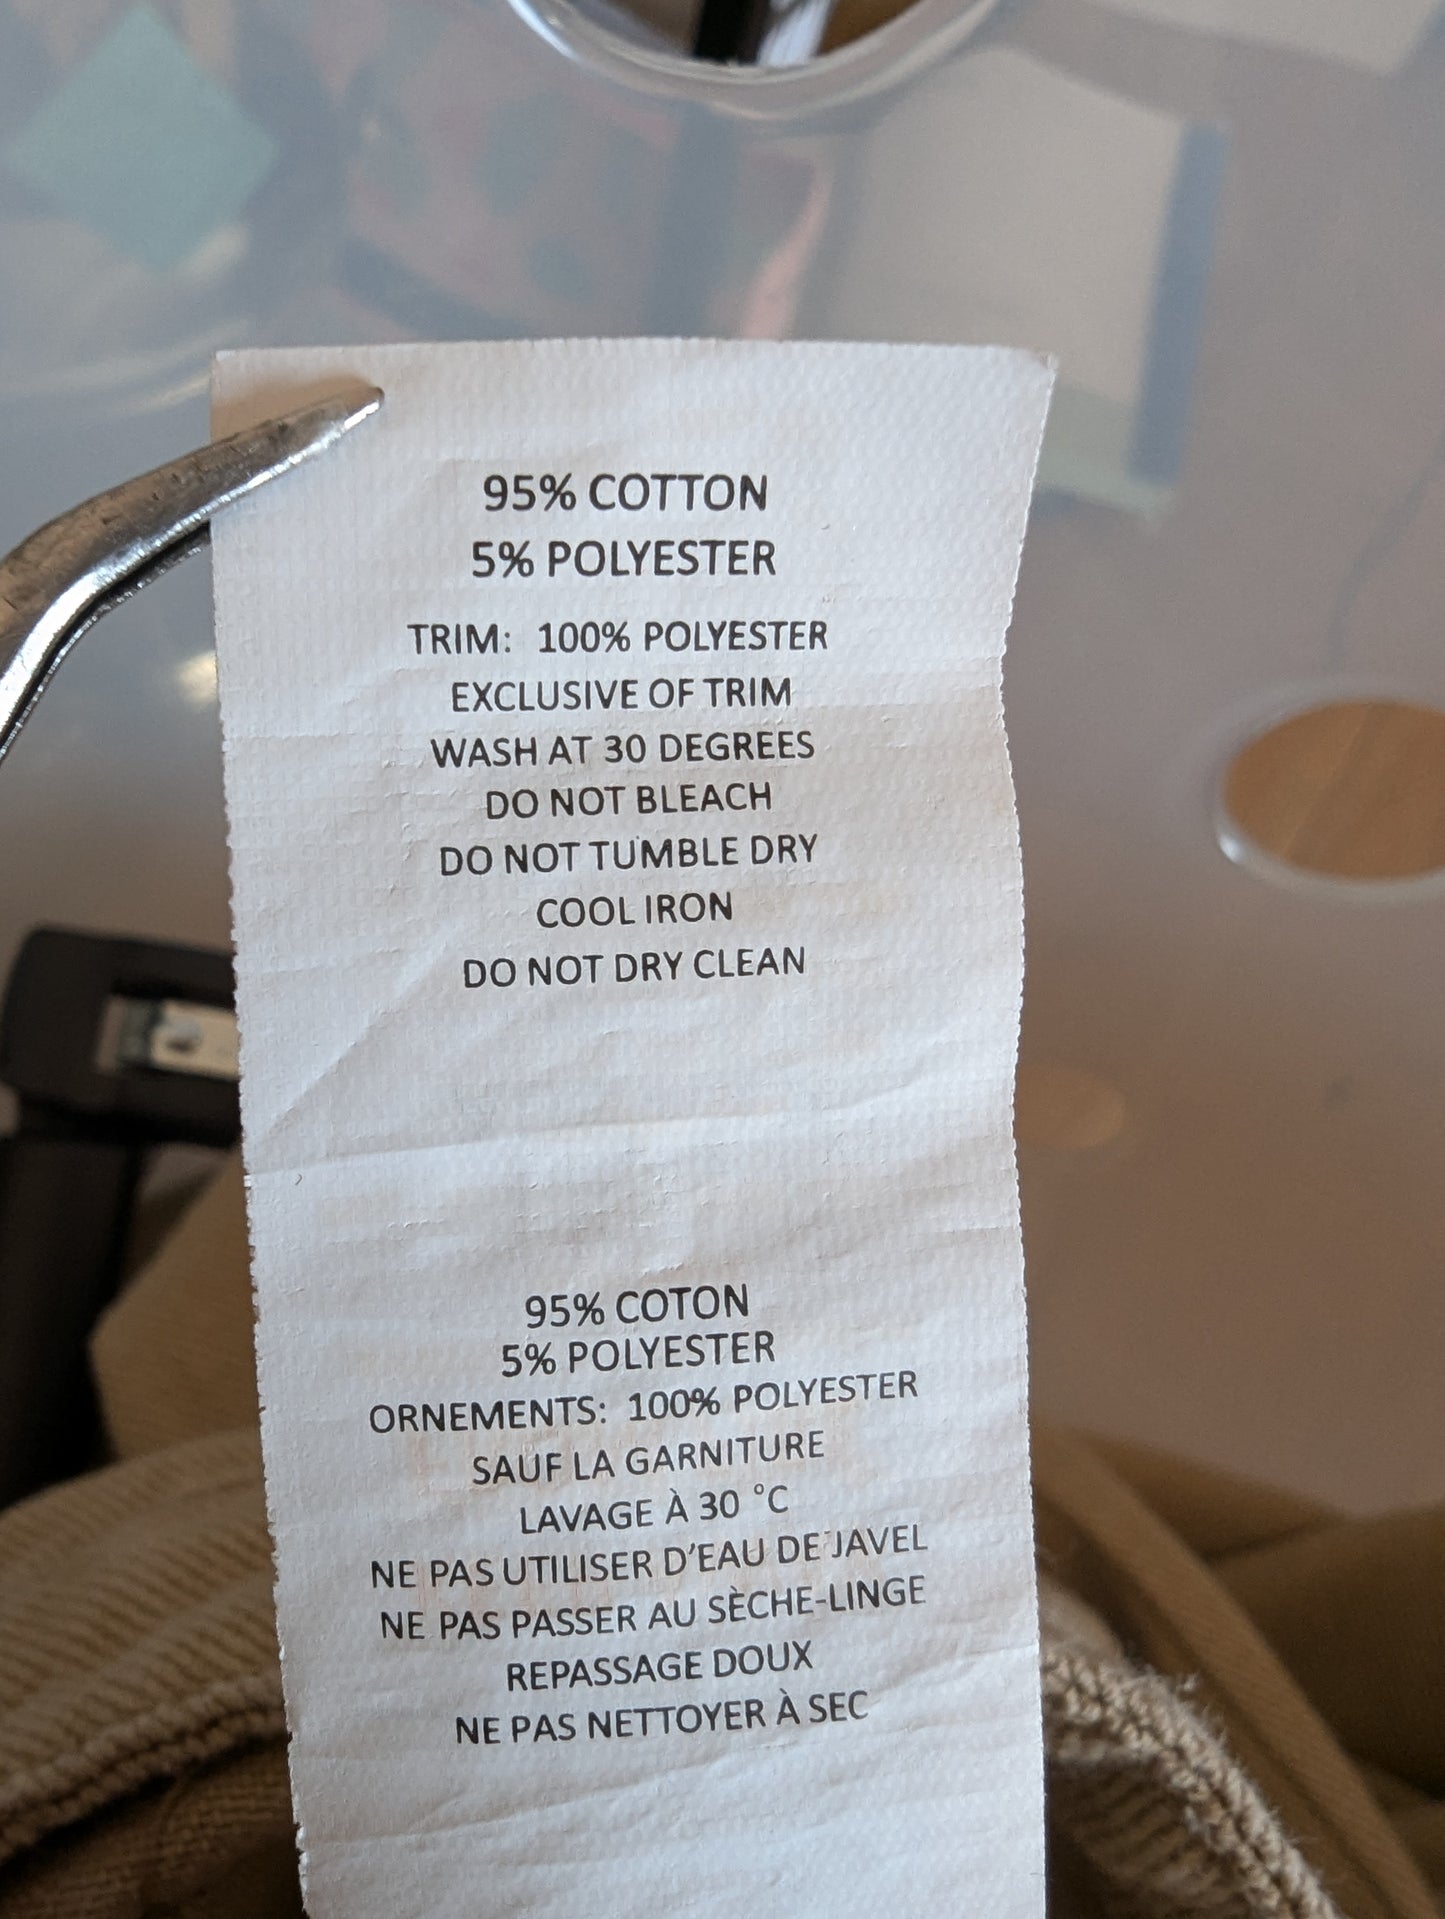 95% COTTON
5% POLYESTER
TRIM: 100% POLYESTER
EXCLUSIVE OF TRIM
WASH AT 30 DEGREES
DO NOT BLEACH
DO NOT TUMBLE DRY
COOL IRON
DO NOT DRY CLEAN
95% COTON
5% POLYESTER
ORNEMENTS: 100% POLYESTER
SAUF LA GARNITURE
LAVAGE À 30 °C
NE PAS UTILISER D’EAU DE JAVEL
NE PAS PASSER AU SÈCHE-LINGE
REPASSAGE DOUX
NE PAS NETTOYER À SEC